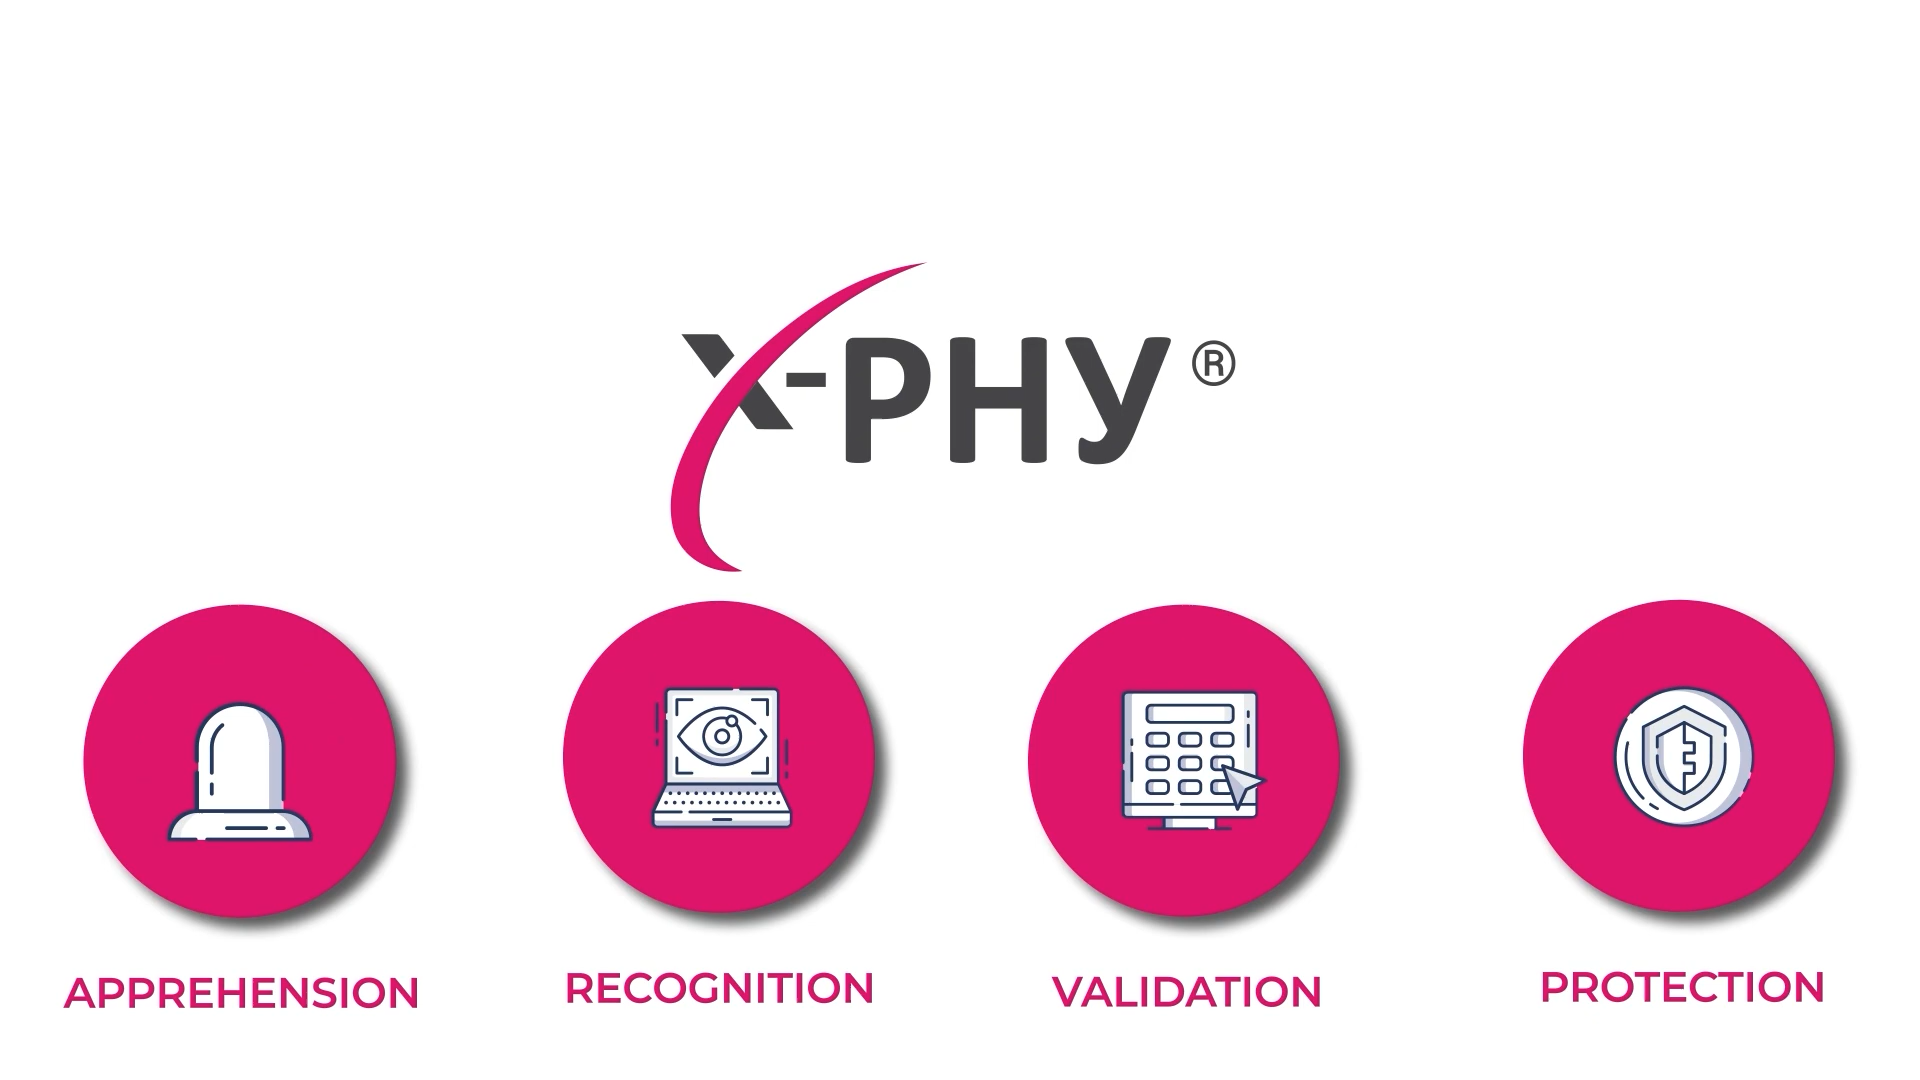 X-PHY®
APPREHENSION
RECOGNITION
VALIDATION
PROTECTION